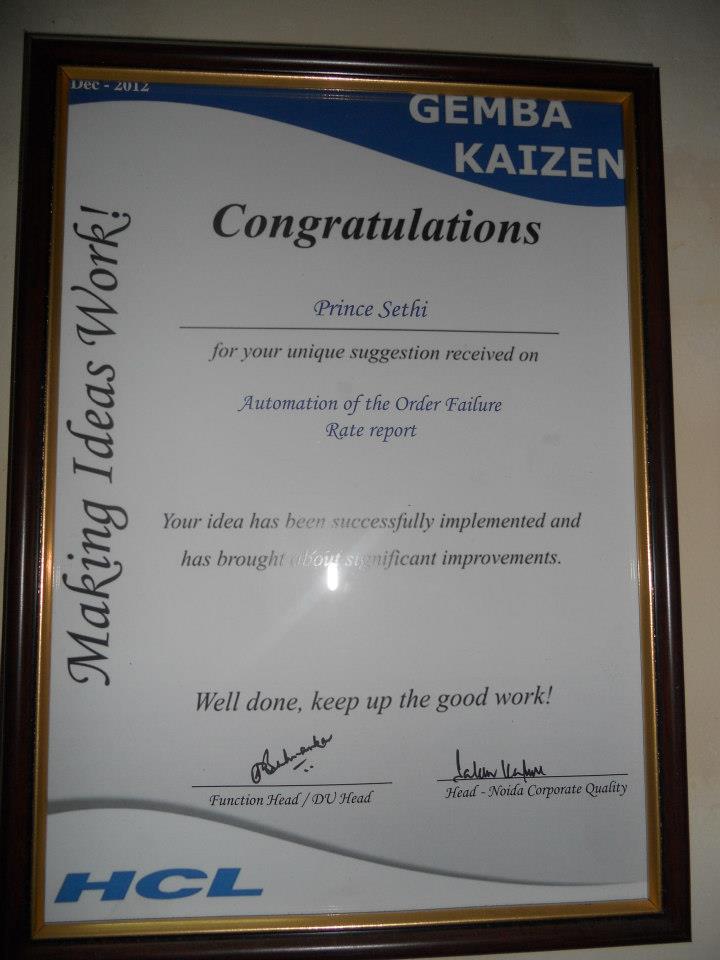 Dec - 2012
GEMBA
KAIZEN
Making Ideas Work!
Congratulations
Prince Sethi
for your unique suggestion received on
Automation of the Order Failure
Rate report
Your idea has been successfully implemented and
has brought about significant improvements.
Well done, keep up the good work!
Function Head / DU Head
Head - Noida Corporate Quality
HCL